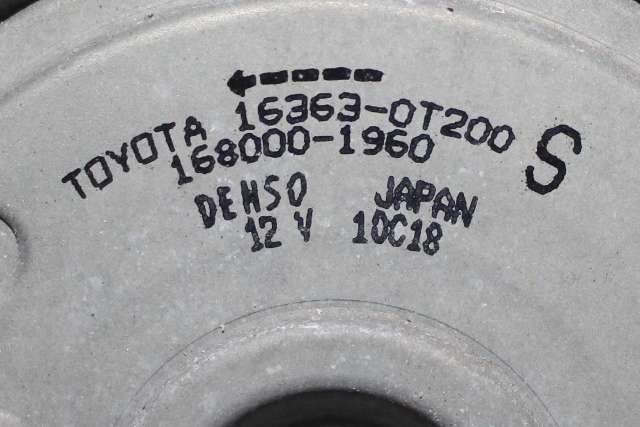 TOYOTA 16363-0T200 S
168000-1960
DENSO JAPAN
12 V 10C18